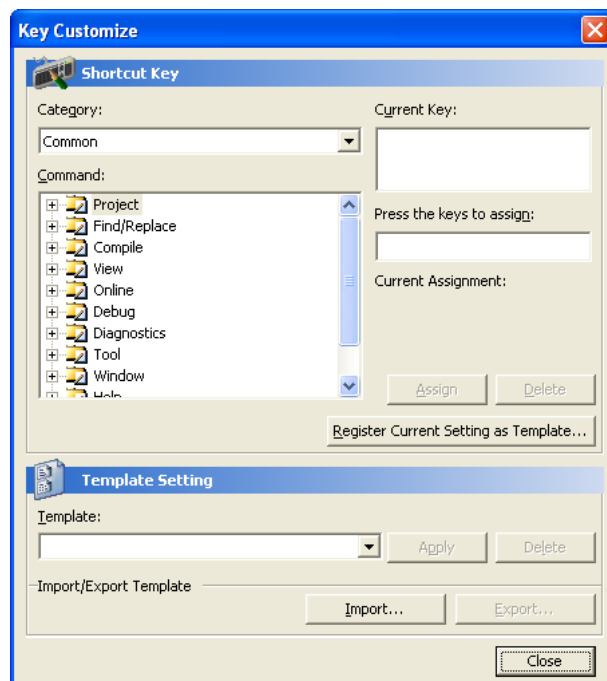 Key Customize
Shortcut Key
Category:
Common
Command:
Project
Find/Replace
Compile
View
Online
Debug
Diagnostics
Tool
Window
Help
Current Key:
Press the keys to assign:
Current Assignment:
Assign Delete
Register Current Setting as Template...
Template Setting
Template:
Apply Delete
Import/Export Template
Import... Export...
Close